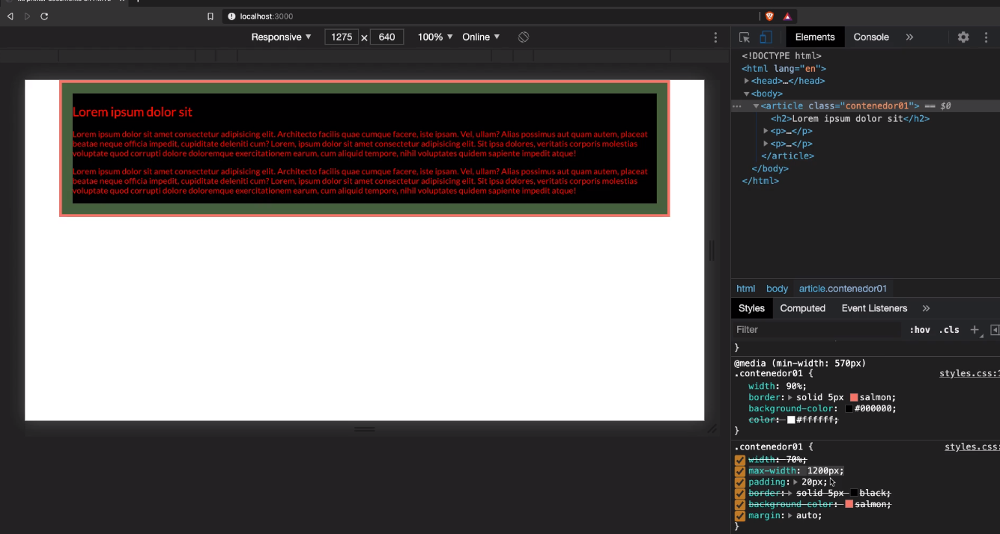 localhost:3000
Responsive ▼ 1275 × 640 100% ▼ Online ▼
Elements Console »
<!DOCTYPE html>
<html lang="en">
▶<head>…</head>
▼<body>
… ▼<article class="contenedor01"> == $0
<h2>Lorem ipsum dolor sit</h2>
▶<p>…</p>
▶<p>…</p>
</article>
</body>
</html>
Lorem ipsum dolor sit
Lorem ipsum dolor sit amet consectetur adipisicing elit. Architecto facilis quae cumque facere, iste ipsam. Vel, ullam? Alias possimus aut quam autem, placeat
beatae neque officia impedit, cupiditate deleniti cum? Lorem, ipsum dolor sit amet consectetur adipisicing elit. Sit ipsa dolores, veritatis corporis molestias
voluptate quod corrupti dolore doloremque exercitationem earum, cum aliquid tempore, nihil voluptates quidem sapiente impedit atque!
Lorem ipsum dolor sit amet consectetur adipisicing elit. Architecto facilis quae cumque facere, iste ipsam. Vel, ullam? Alias possimus aut quam autem, placeat
beatae neque officia impedit, cupiditate deleniti cum? Lorem, ipsum dolor sit amet consectetur adipisicing elit. Sit ipsa dolores, veritatis corporis molestias
voluptate quod corrupti dolore doloremque exercitationem earum, cum aliquid tempore, nihil voluptates quidem sapiente impedit atque!
html body article.contenedor01
Styles Computed Event Listeners »
Filter :hov .cls +
}
@media (min-width: 570px)
.contenedor01 { styles.css:1
width: 90%;
border:▶ solid 5px salmon;
background-color: #000000;
color: #ffffff;
}
.contenedor01 { styles.css:
width: 70%;
max-width: 1200px;
padding:▶ 20px;
border:▶ solid 5px black;
background-color: salmon;
margin:▶ auto;
}